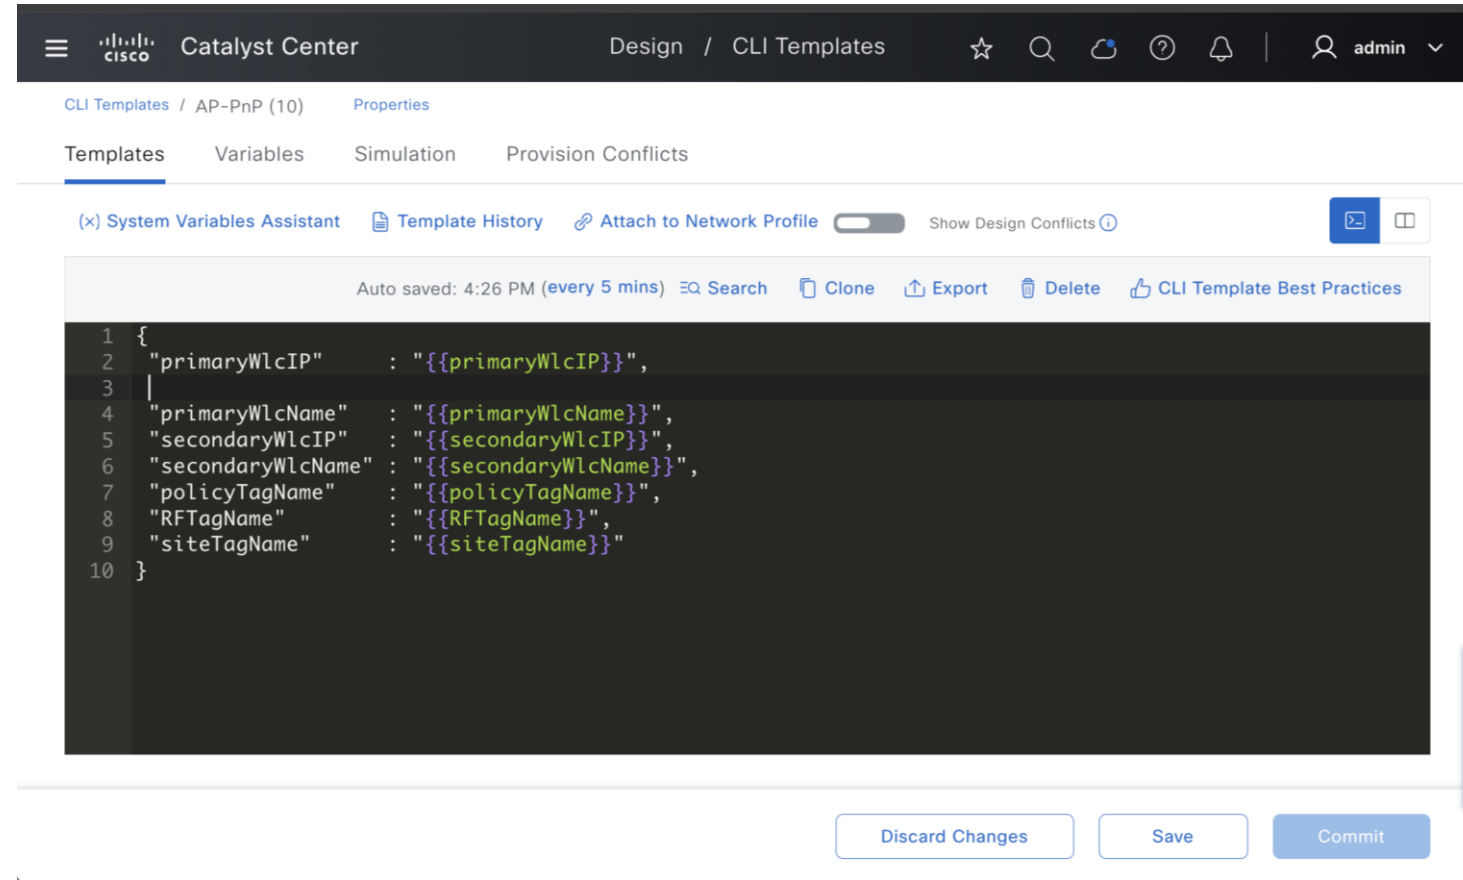 cisco Catalyst Center Design / CLI Templates admin
CLI Templates / AP-PnP (10) Properties
Templates Variables Simulation Provision Conflicts
(×) System Variables Assistant Template History Attach to Network Profile Show Design Conflicts
Auto saved: 4:26 PM (every 5 mins) Search Clone Export Delete CLI Template Best Practices
1 {
2 "primaryWlcIP" : "{{primaryWlcIP}}",
3
4 "primaryWlcName" : "{{primaryWlcName}}",
5 "secondaryWlcIP" : "{{secondaryWlcIP}}",
6 "secondaryWlcName" : "{{secondaryWlcName}}",
7 "policyTagName" : "{{policyTagName}}",
8 "RFTagName" : "{{RFTagName}}",
9 "siteTagName" : "{{siteTagName}}"
10 }
Discard Changes Save Commit